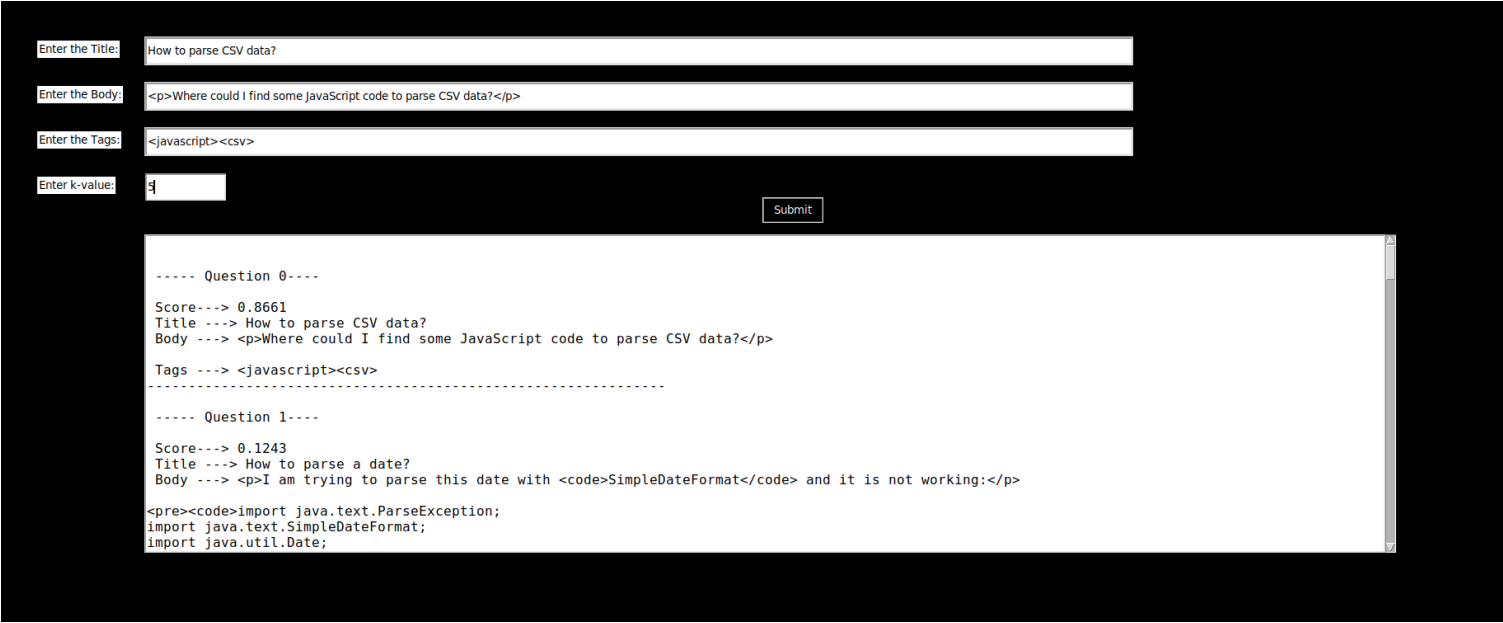 Enter the Title: How to parse CSV data?
Enter the Body: <p>Where could I find some JavaScript code to parse CSV data?</p>
Enter the Tags: <javascript><csv>
Enter k-value: 5
Submit
----- Question 0----
Score---> 0.8661
Title ---> How to parse CSV data?
Body ---> <p>Where could I find some JavaScript code to parse CSV data?</p>
Tags ---> <javascript><csv>
---------------------------------------------------------------
----- Question 1----
Score---> 0.1243
Title ---> How to parse a date?
Body ---> <p>I am trying to parse this date with <code>SimpleDateFormat</code> and it is not working:</p>
<pre><code>import java.text.ParseException;
import java.text.SimpleDateFormat;
import java.util.Date;